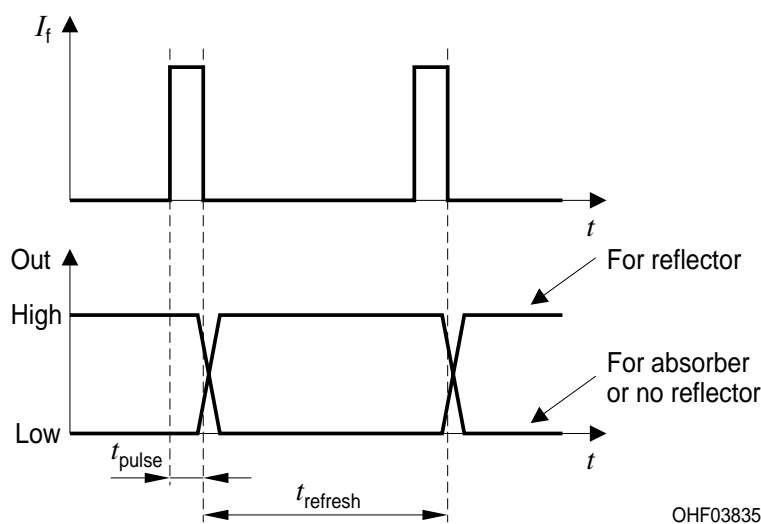 If
t
Out
For reflector
High
For absorber
or no reflector
Low
tpulse
t
trefresh
OHF03835